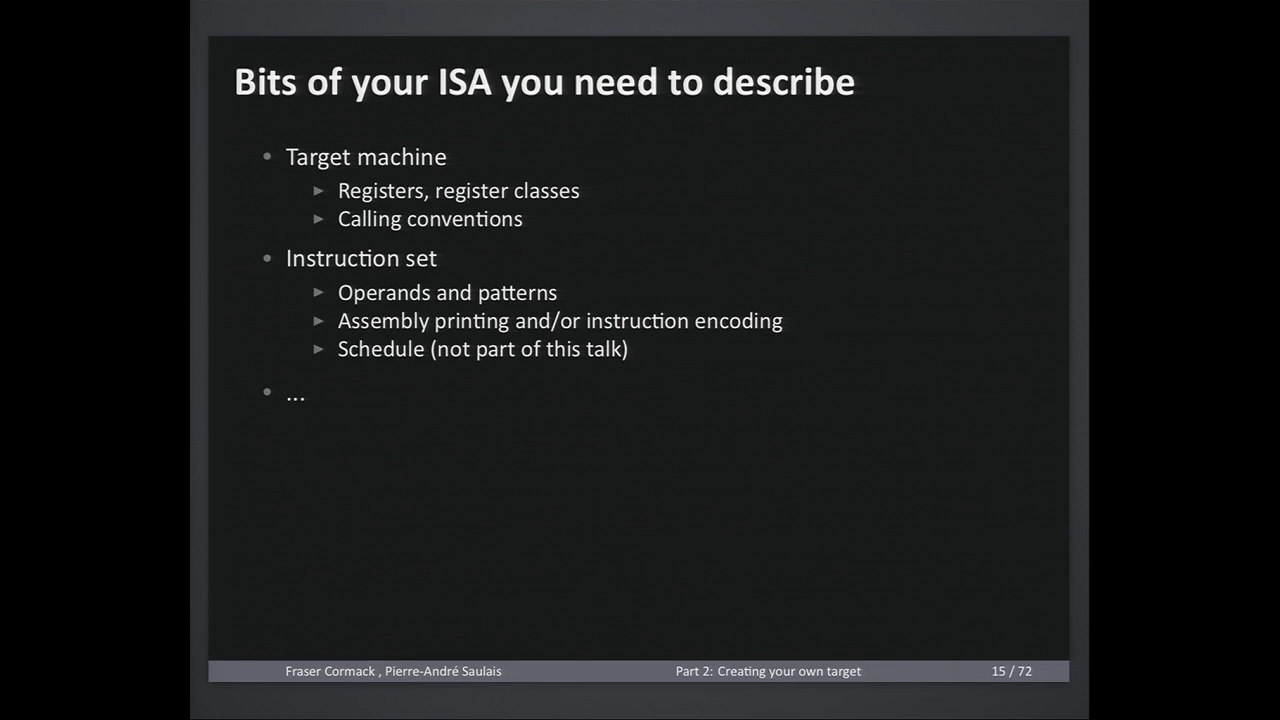 Bits of your ISA you need to describe
• Target machine
▶ Registers, register classes
▶ Calling conventions
• Instruction set
▶ Operands and patterns
▶ Assembly printing and/or instruction encoding
▶ Schedule (not part of this talk)
• ...
Fraser Cormack , Pierre-André Saulais Part 2: Creating your own target 15 / 72